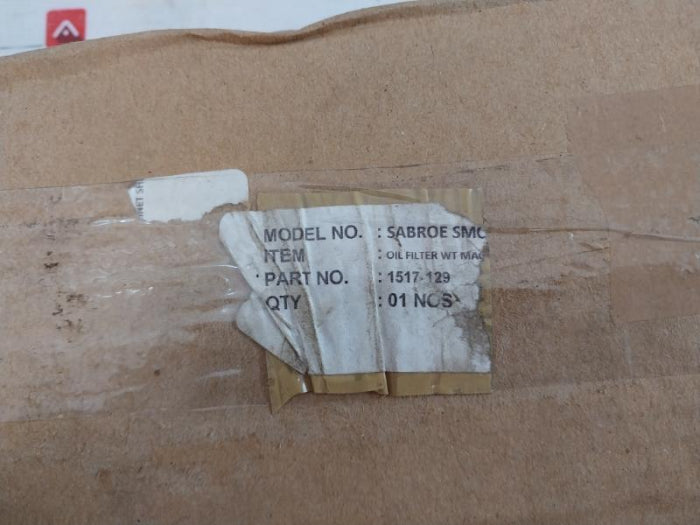 MODEL NO. : SABROE SMC
ITEM : OIL FILTER WT MAG
PART NO. : 1517-129
QTY : 01 NOS